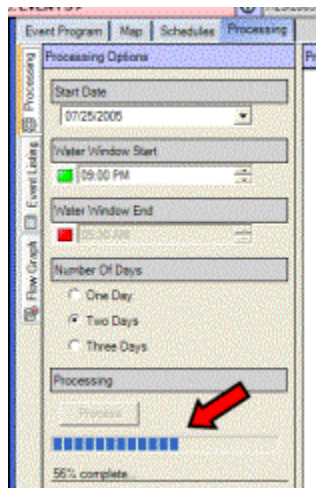 Event Program Map Schedules Processing
Processing Options
Start Date
07/25/2005
Water Window Start
09:00 PM
Water Window End
05:30 AM
Number Of Days
One Day
Two Days
Three Days
Processing
Process
56% complete
Processing
Event Listing
Flow Graph